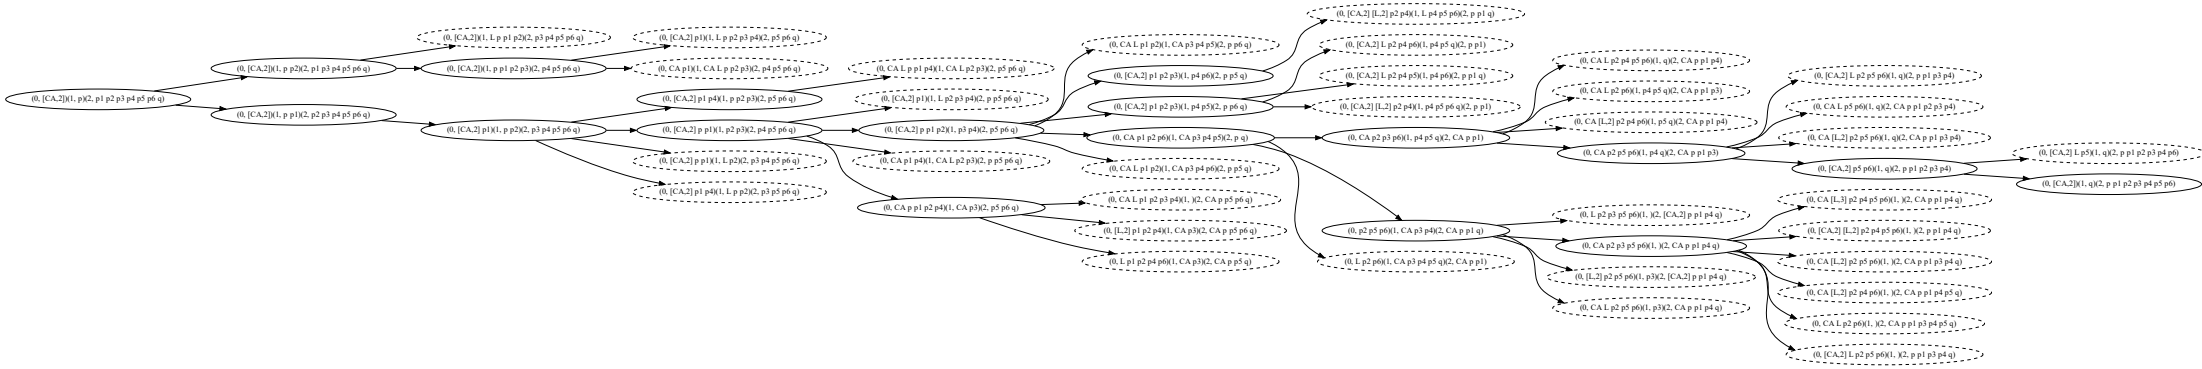 (0, [CA,2])(1, p)(2, p1 p2 p3 p4 p5 p6 q)
(0, [CA,2])(1, p p2)(2, p1 p3 p4 p5 p6 q)
(0, [CA,2])(1, p p1)(2, p2 p3 p4 p5 p6 q)
(0, [CA,2])(1, L p p1 p2)(2, p3 p4 p5 p6 q)
(0, [CA,2])(1, p p1 p2 p3)(2, p4 p5 p6 q)
(0, [CA,2] p1)(1, p p2)(2, p3 p4 p5 p6 q)
(0, [CA,2] p1)(1, L p p2 p3 p4)(2, p5 p6 q)
(0, CA p1)(1, CA L p p2 p3)(2, p4 p5 p6 q)
(0, [CA,2] p1 p4)(1, p p2 p3)(2, p5 p6 q)
(0, [CA,2] p p1)(1, p2 p3)(2, p4 p5 p6 q)
(0, [CA,2] p p1)(1, L p2)(2, p3 p4 p5 p6 q)
(0, [CA,2] p1 p4)(1, L p p2)(2, p3 p5 p6 q)
(0, CA L p p1 p4)(1, CA L p2 p3)(2, p5 p6 q)
(0, [CA,2] p1)(1, L p2 p3 p4)(2, p p5 p6 q)
(0, [CA,2] p p1 p2)(1, p3 p4)(2, p5 p6 q)
(0, CA p1 p4)(1, CA L p2 p3)(2, p p5 p6 q)
(0, CA p p1 p2 p4)(1, CA p3)(2, p5 p6 q)
(0, CA L p1 p2)(1, CA p3 p4 p5)(2, p p6 q)
(0, [CA,2] p1 p2 p3)(1, p4 p6)(2, p p5 q)
(0, [CA,2] p1 p2 p3)(1, p4 p5)(2, p p6 q)
(0, CA p1 p2 p6)(1, CA p3 p4 p5)(2, p q)
(0, CA L p1 p2)(1, CA p3 p4 p6)(2, p p5 q)
(0, CA L p1 p2 p3 p4)(1, )(2, CA p p5 p6 q)
(0, [L,2] p1 p2 p4)(1, CA p3)(2, CA p p5 p6 q)
(0, L p1 p2 p4 p6)(1, CA p3)(2, CA p p5 q)
(0, [CA,2] [L,2] p2 p4)(1, L p4 p5 p6)(2, p p1 q)
(0, [CA,2] L p2 p4 p6)(1, p4 p5 q)(2, p p1)
(0, [CA,2] L p2 p4 p5)(1, p4 p6)(2, p p1 q)
(0, [CA,2] [L,2] p2 p4)(1, p4 p5 p6 q)(2, p p1)
(0, CA p2 p3 p6)(1, p4 p5 q)(2, CA p p1)
(0, p2 p5 p6)(1, CA p3 p4)(2, CA p p1 q)
(0, L p2 p6)(1, CA p3 p4 p5 q)(2, CA p p1)
(0, CA L p2 p4 p5 p6)(1, q)(2, CA p p1 p4)
(0, CA L p2 p6)(1, p4 p5 q)(2, CA p p1 p3)
(0, CA [L,2] p2 p4 p6)(1, p5 q)(2, CA p p1 p4)
(0, CA p2 p5 p6)(1, p4 q)(2, CA p p1 p3)
(0, L p2 p3 p5 p6)(1, )(2, [CA,2] p p1 p4 q)
(0, CA p2 p3 p5 p6)(1, )(2, CA p p1 p4 q)
(0, [L,2] p2 p5 p6)(1, p3)(2, [CA,2] p p1 p4 q)
(0, CA L p2 p5 p6)(1, p3)(2, CA p p1 p4 q)
(0, [CA,2] L p2 p5 p6)(1, q)(2, p p1 p3 p4)
(0, CA L p5 p6)(1, q)(2, CA p p1 p2 p3 p4)
(0, CA [L,2] p2 p5 p6)(1, q)(2, CA p p1 p3 p4)
(0, [CA,2] p5 p6)(1, q)(2, p p1 p2 p3 p4)
(0, CA [L,3] p2 p4 p5 p6)(1, )(2, CA p p1 p4 q)
(0, [CA,2] [L,2] p2 p4 p5 p6)(1, )(2, p p1 p4 q)
(0, CA [L,2] p2 p5 p6)(1, )(2, CA p p1 p3 p4 q)
(0, CA [L,2] p2 p4 p6)(1, )(2, CA p p1 p4 p5 q)
(0, CA L p2 p6)(1, )(2, CA p p1 p3 p4 p5 q)
(0, [CA,2] L p2 p5 p6)(1, )(2, p p1 p3 p4 q)
(0, [CA,2] L p5)(1, q)(2, p p1 p2 p3 p4 p6)
(0, [CA,2])(1, q)(2, p p1 p2 p3 p4 p5 p6)